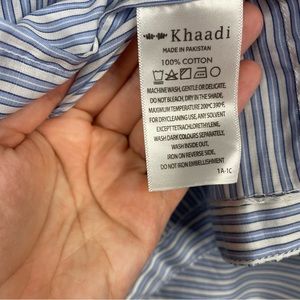 Khaadi
MADE IN PAKISTAN
100% COTTON
MACHINE WASH, GENTLE OR DELICATE,
DO NOT BLEACH, DRY IN THE SHADE,
MAXIMUM TEMPERATURE 200°C 390°F
FOR DRYCLEANING USE, ANY SOLVENT
EXCEPT TETRACHLORETHYLENE,
WASH DARK COLOURS SEPARATELY,
WASH INSIDE OUT,
IRON ON REVERSE SIDE,
DO NOT IRON EMBELLISHMENT
1A-1C